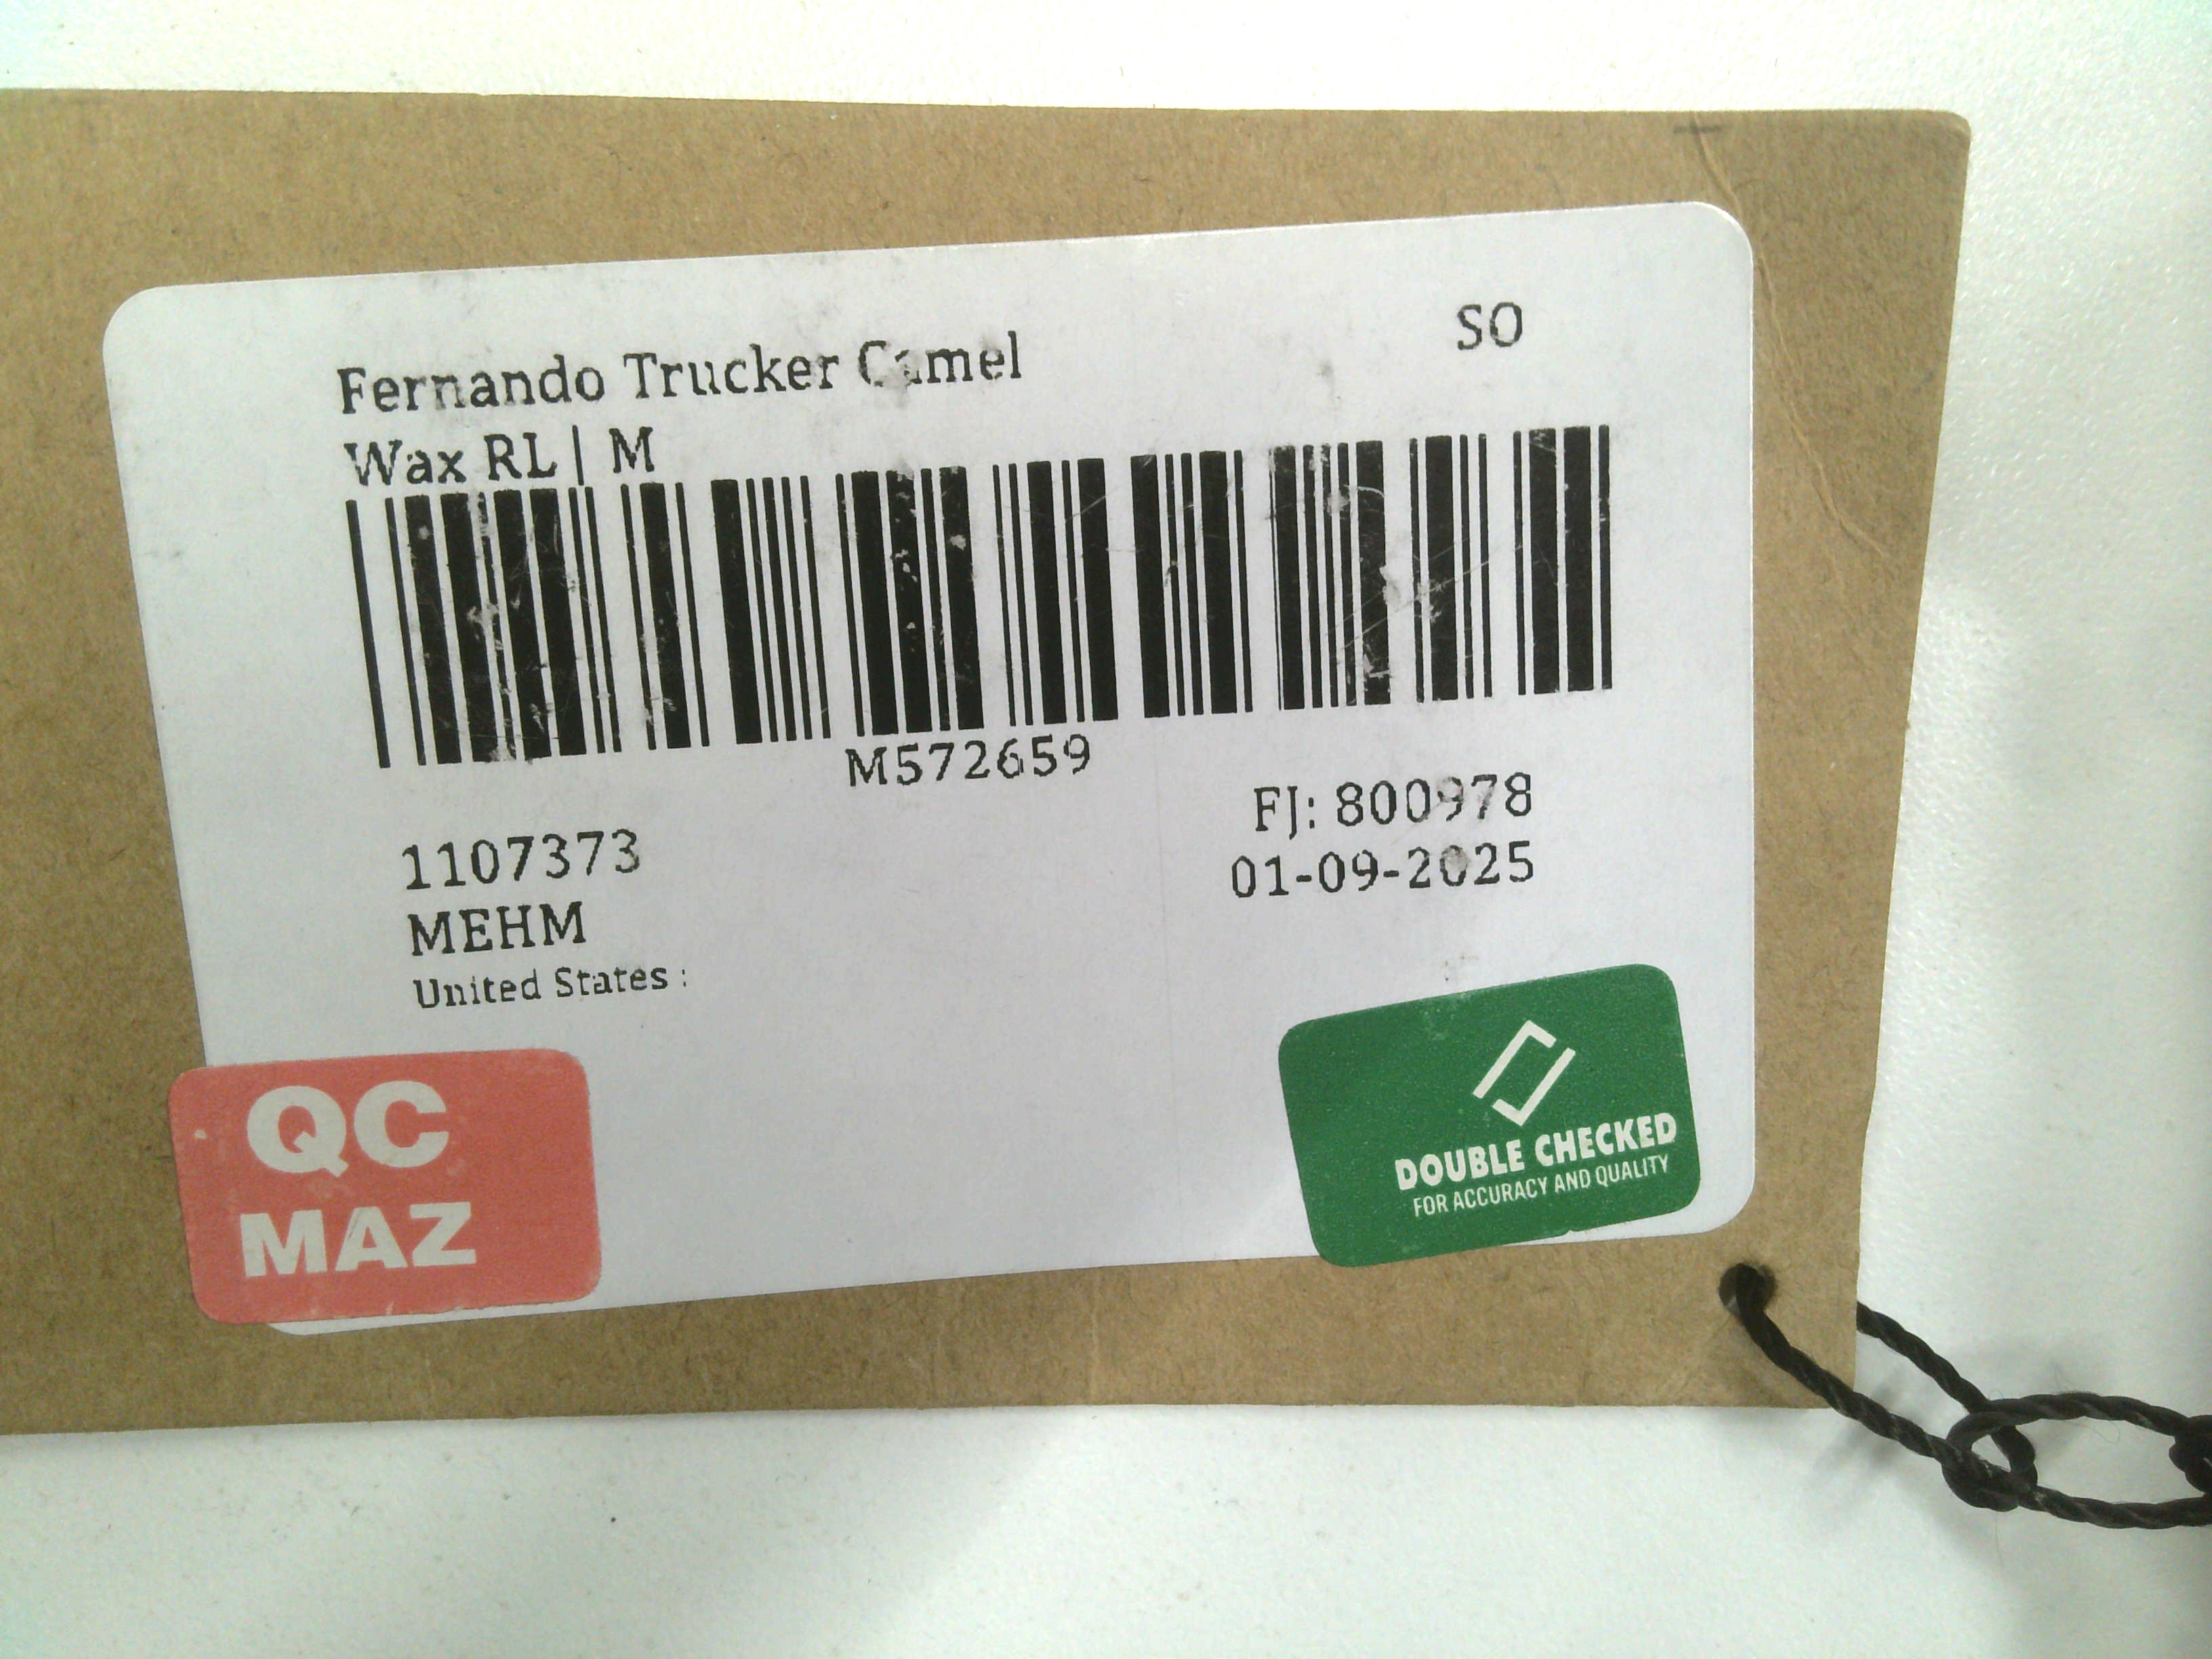 Fernando Trucker Camel
SO
Wax RL | M
M572659
FJ: 800978
1107373
01-09-2025
MEHM
United States :
QC
MAZ
DOUBLE CHECKED
FOR ACCURACY AND QUALITY